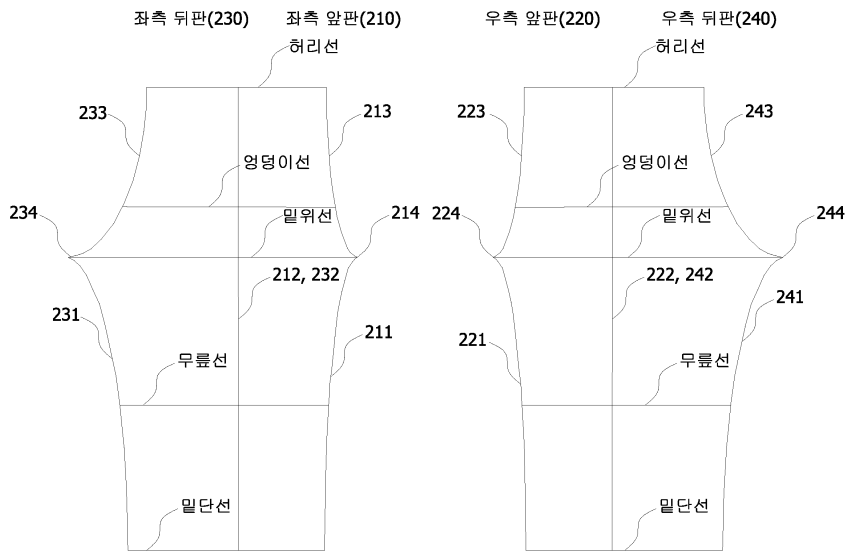 좌측 뒤판(230) 좌측 앞판(210) 우측 앞판(220) 우측 뒤판(240)
허리선 허리선
233 213 223 243
엉덩이선 엉덩이선
234 밑위선 214 224 밑위선 244
212, 232 222, 242
231 211 221 241
무릎선 무릎선
밑단선 밑단선